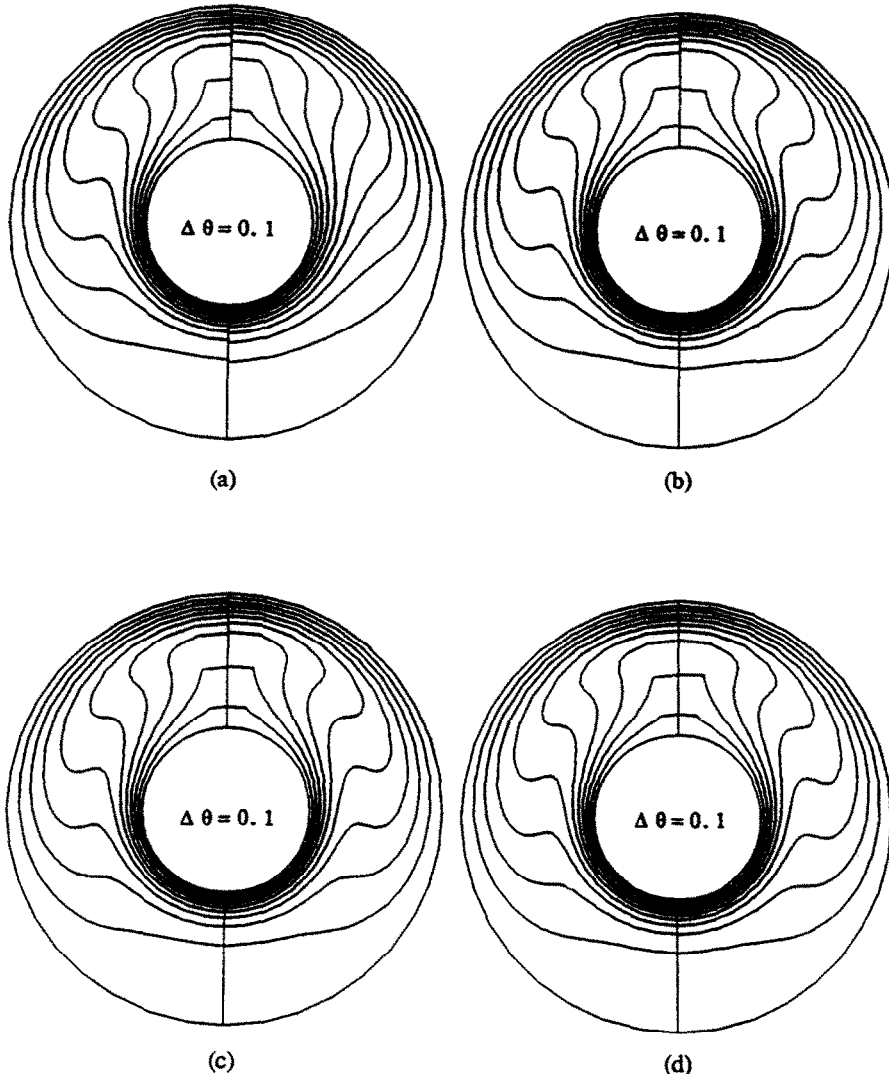 Δ θ = 0. 1
Δ θ = 0. 1
(a)
(b)
Δ θ = 0. 1
Δ θ = 0. 1
(c)
(d)